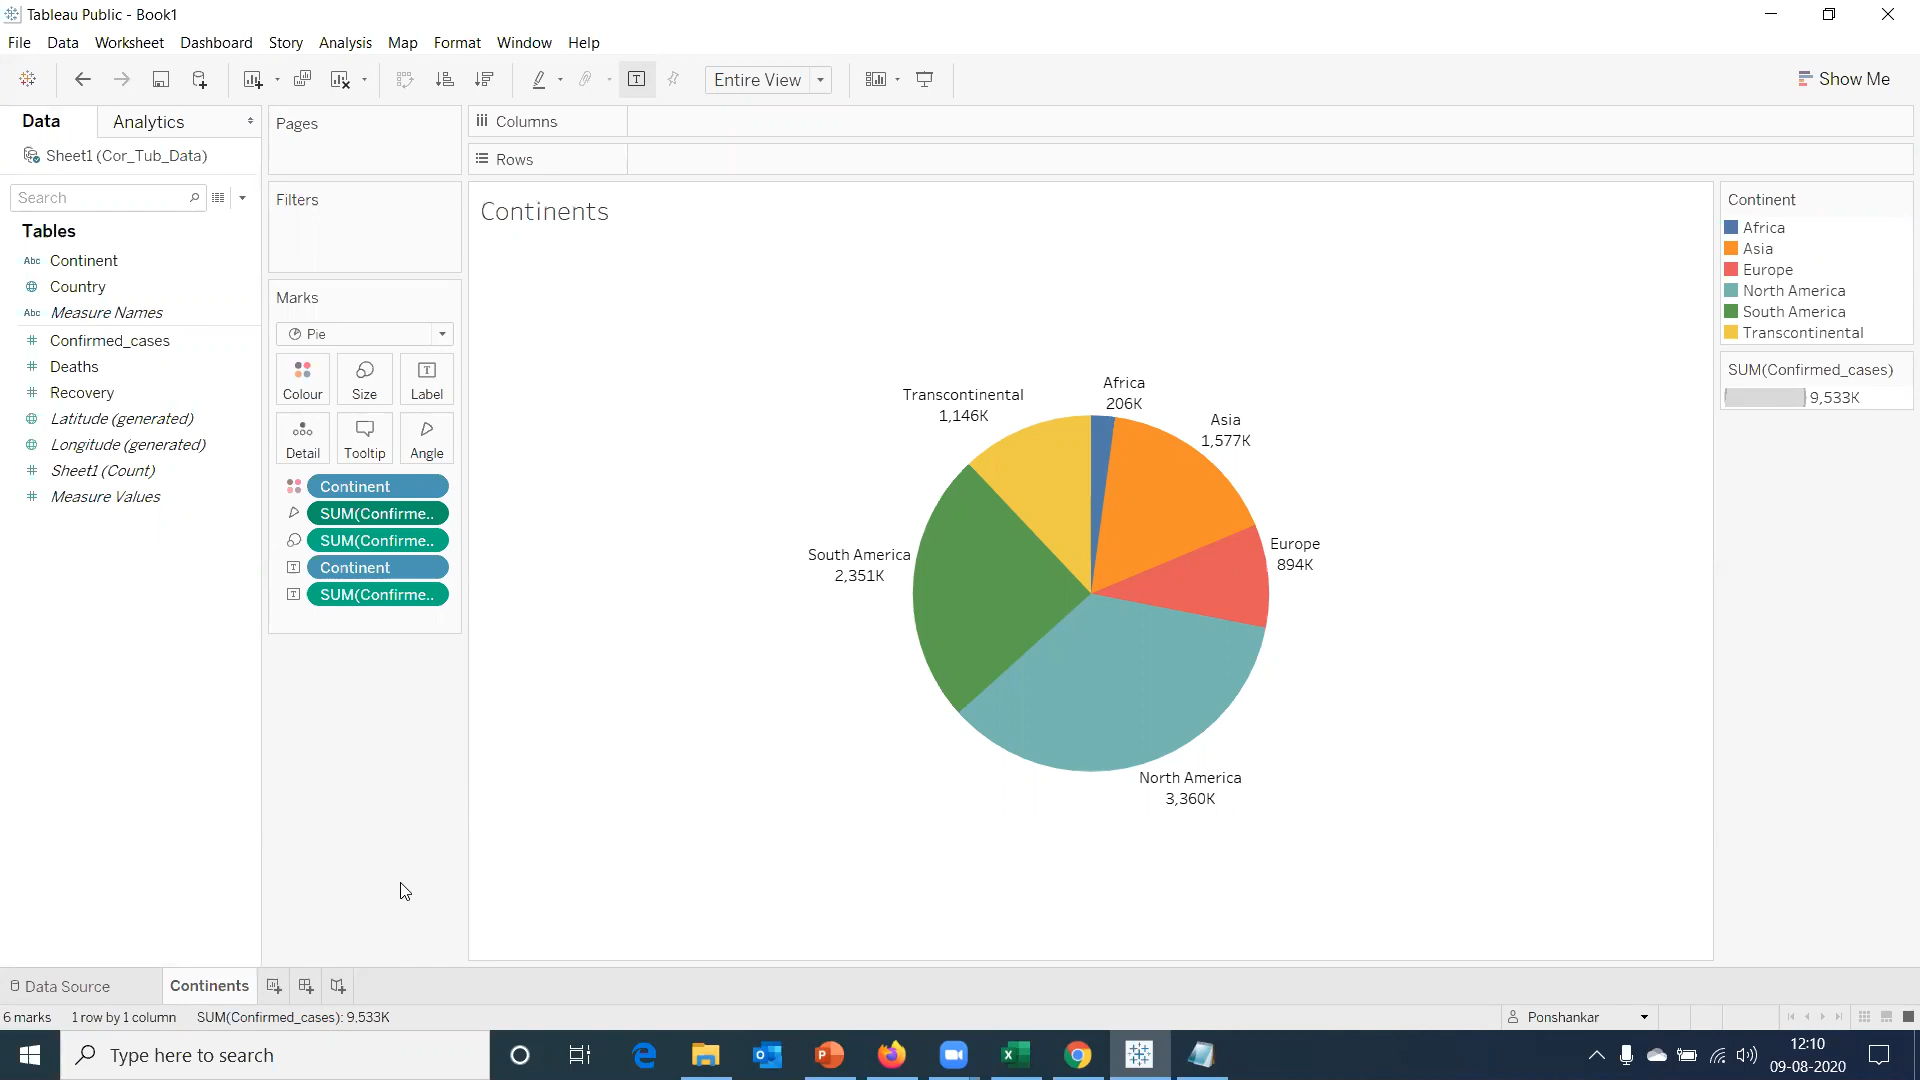 Tableau Public - Book1
File Data Worksheet Dashboard Story Analysis Map Format Window Help
Entire View
Show Me
Data Analytics
Sheet1 (Cor_Tub_Data)
Search
Tables
Abc Continent
Country
Abc Measure Names
Confirmed_cases
Deaths
Recovery
Latitude (generated)
Longitude (generated)
Sheet1 (Count)
Measure Values
Pages
Filters
Marks
Pie
Colour Size Label
Detail Tooltip Angle
Continent
SUM(Confirme..
SUM(Confirme..
Continent
SUM(Confirme..
Columns
Rows
Continents
Transcontinental
1,146K
Africa
206K
Asia
1,577K
Europe
894K
South America
2,351K
North America
3,360K
Continent
Africa
Asia
Europe
North America
South America
Transcontinental
SUM(Confirmed_cases)
9,533K
Data Source Continents
6 marks 1 row by 1 column SUM(Confirmed_cases): 9,533K
Ponshankar
Type here to search
12:10
09-08-2020